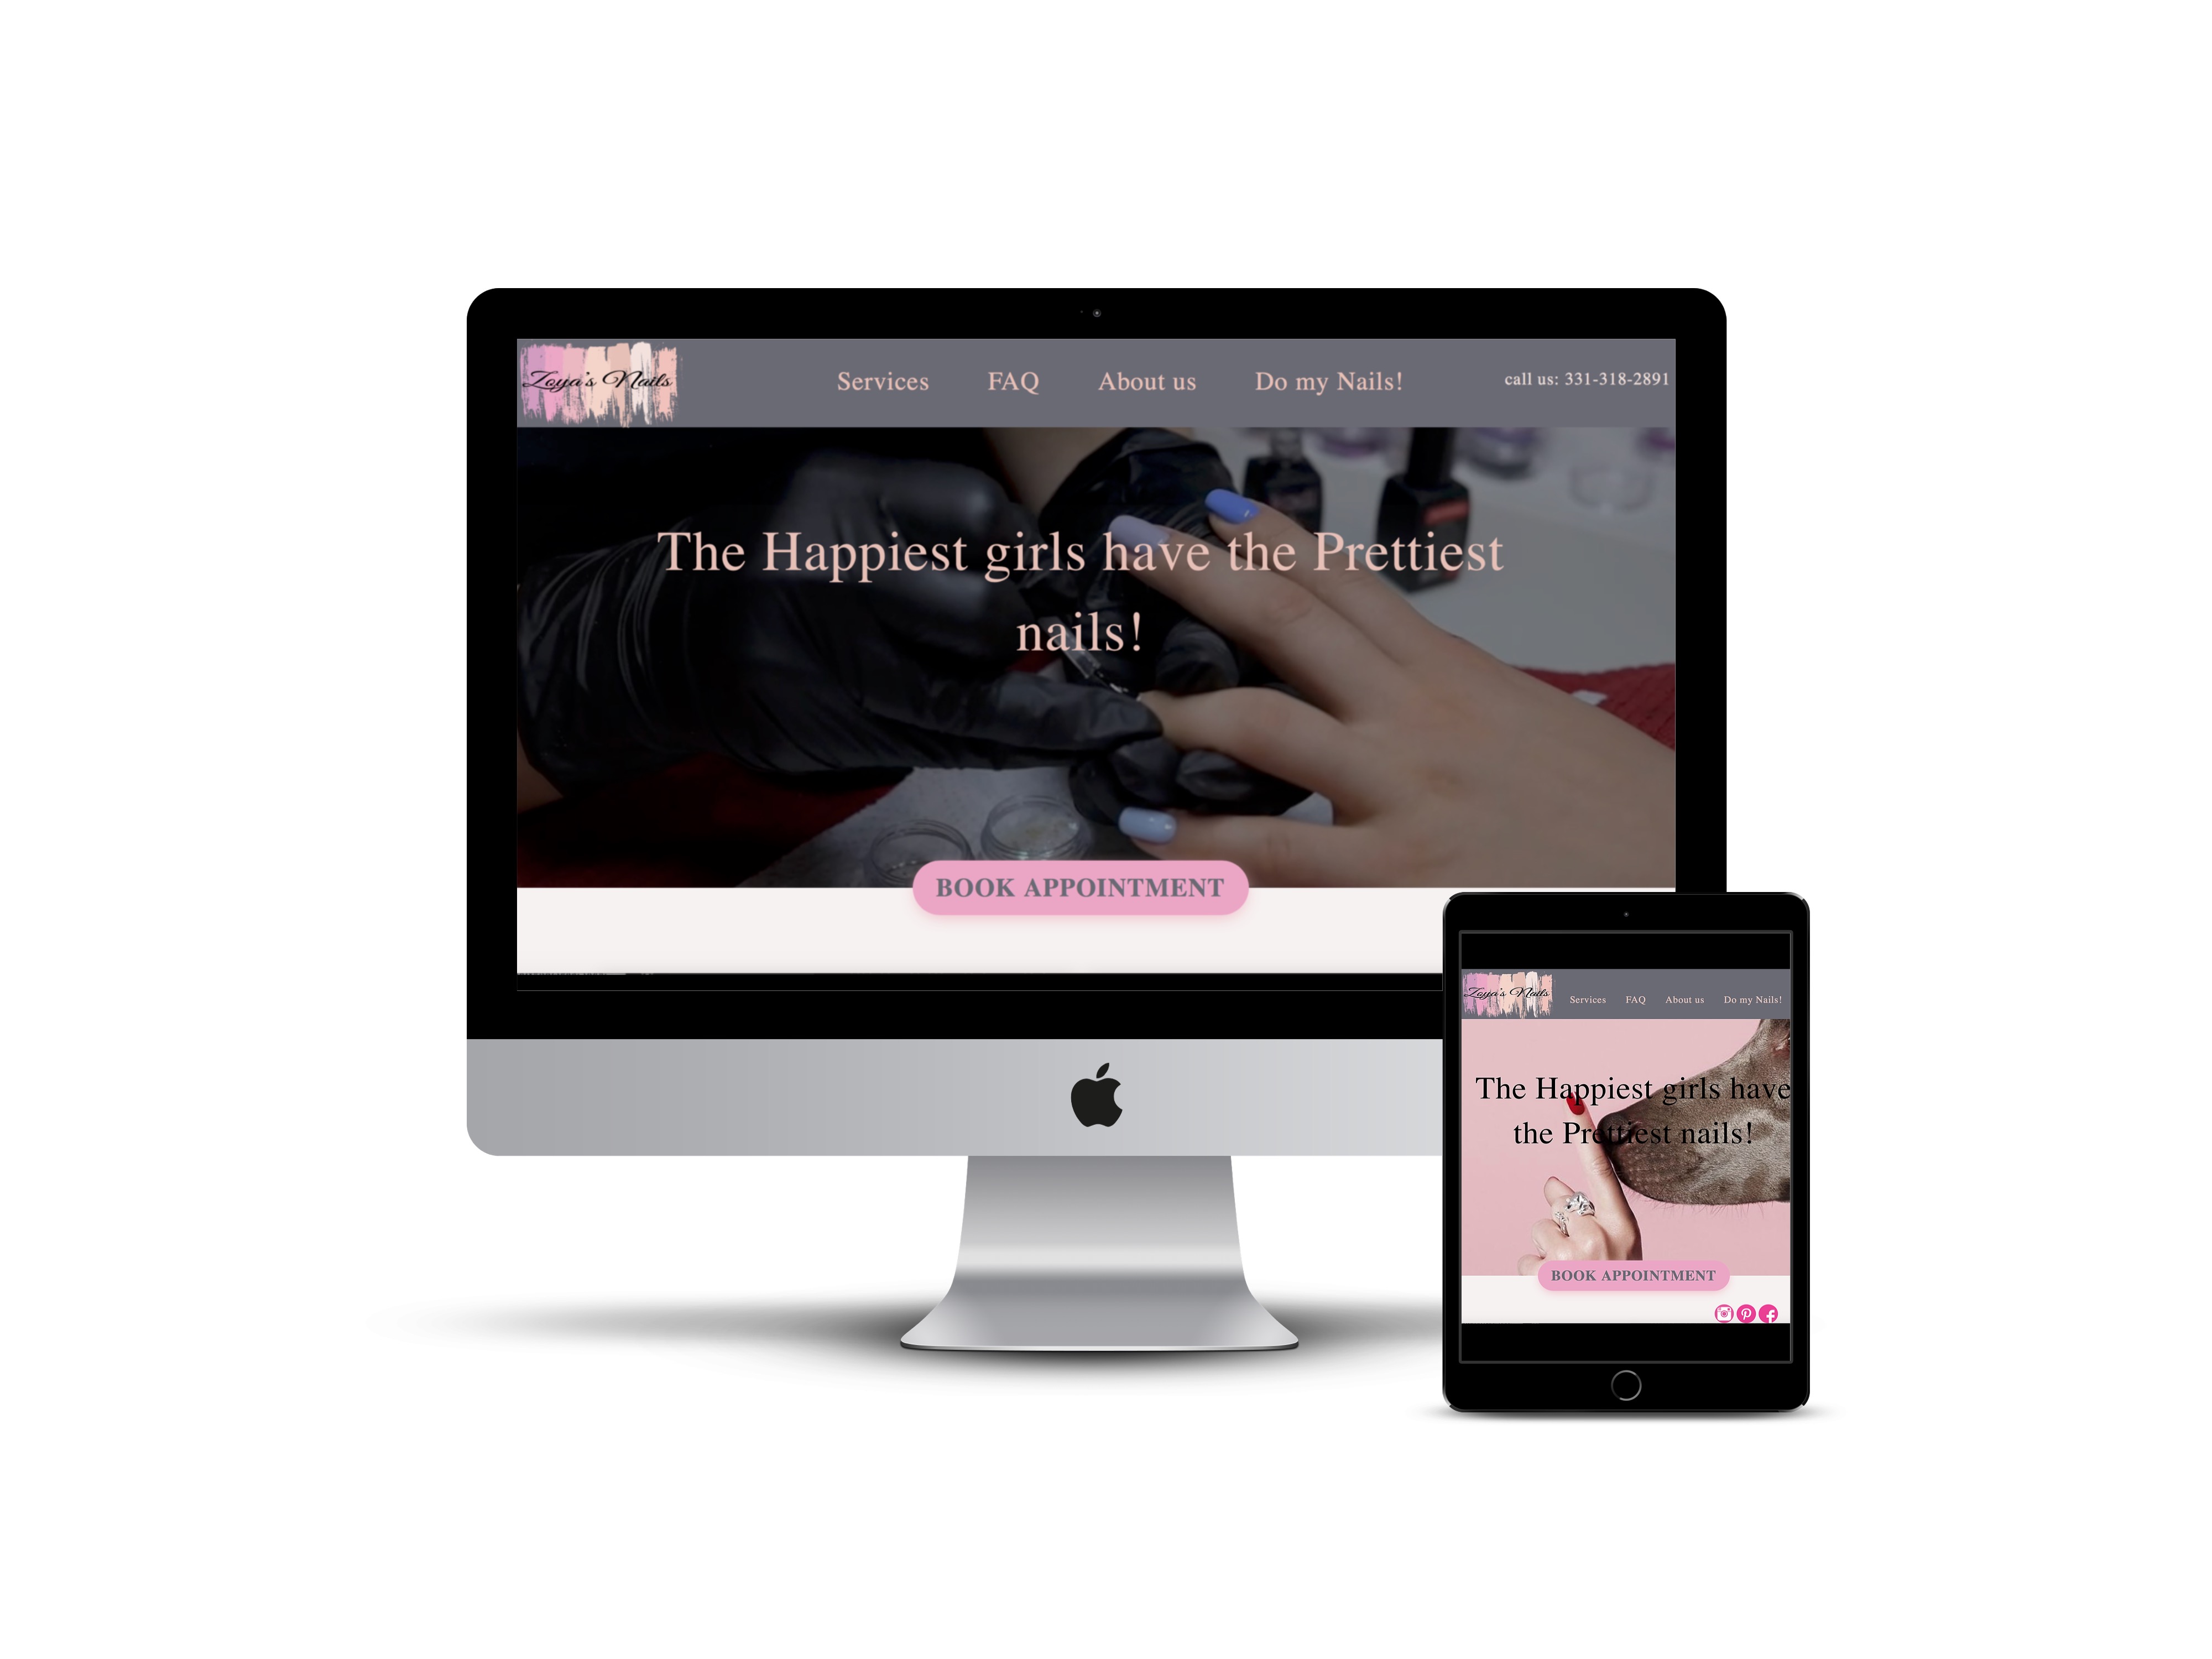 Zoya's Nails
Services FAQ About us Do my Nails! call us: 331-318-2891
The Happiest girls have the Prettiest
nails!
BOOK APPOINTMENT
Zoya's Nails
Services FAQ About us Do my Nails!
The Happiest girls have
the Prettiest nails!
BOOK APPOINTMENT